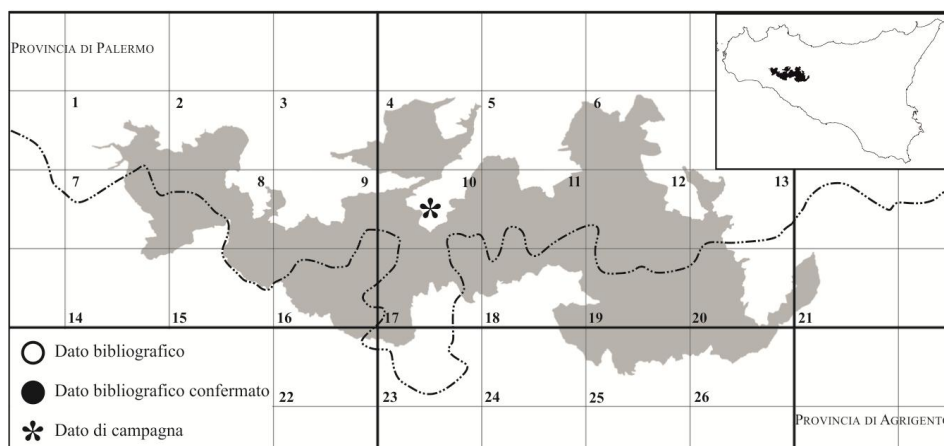 PROVINCIA DI PALERMO
1 2 3 4 5 6
7 8 9 10 11 12 13
14 15 16 17 18 19 20 21
Dato bibliografico
Dato bibliografico confermato
22 23 24 25 26
Dato di campagna
PROVINCIA DI AGRIGENTO